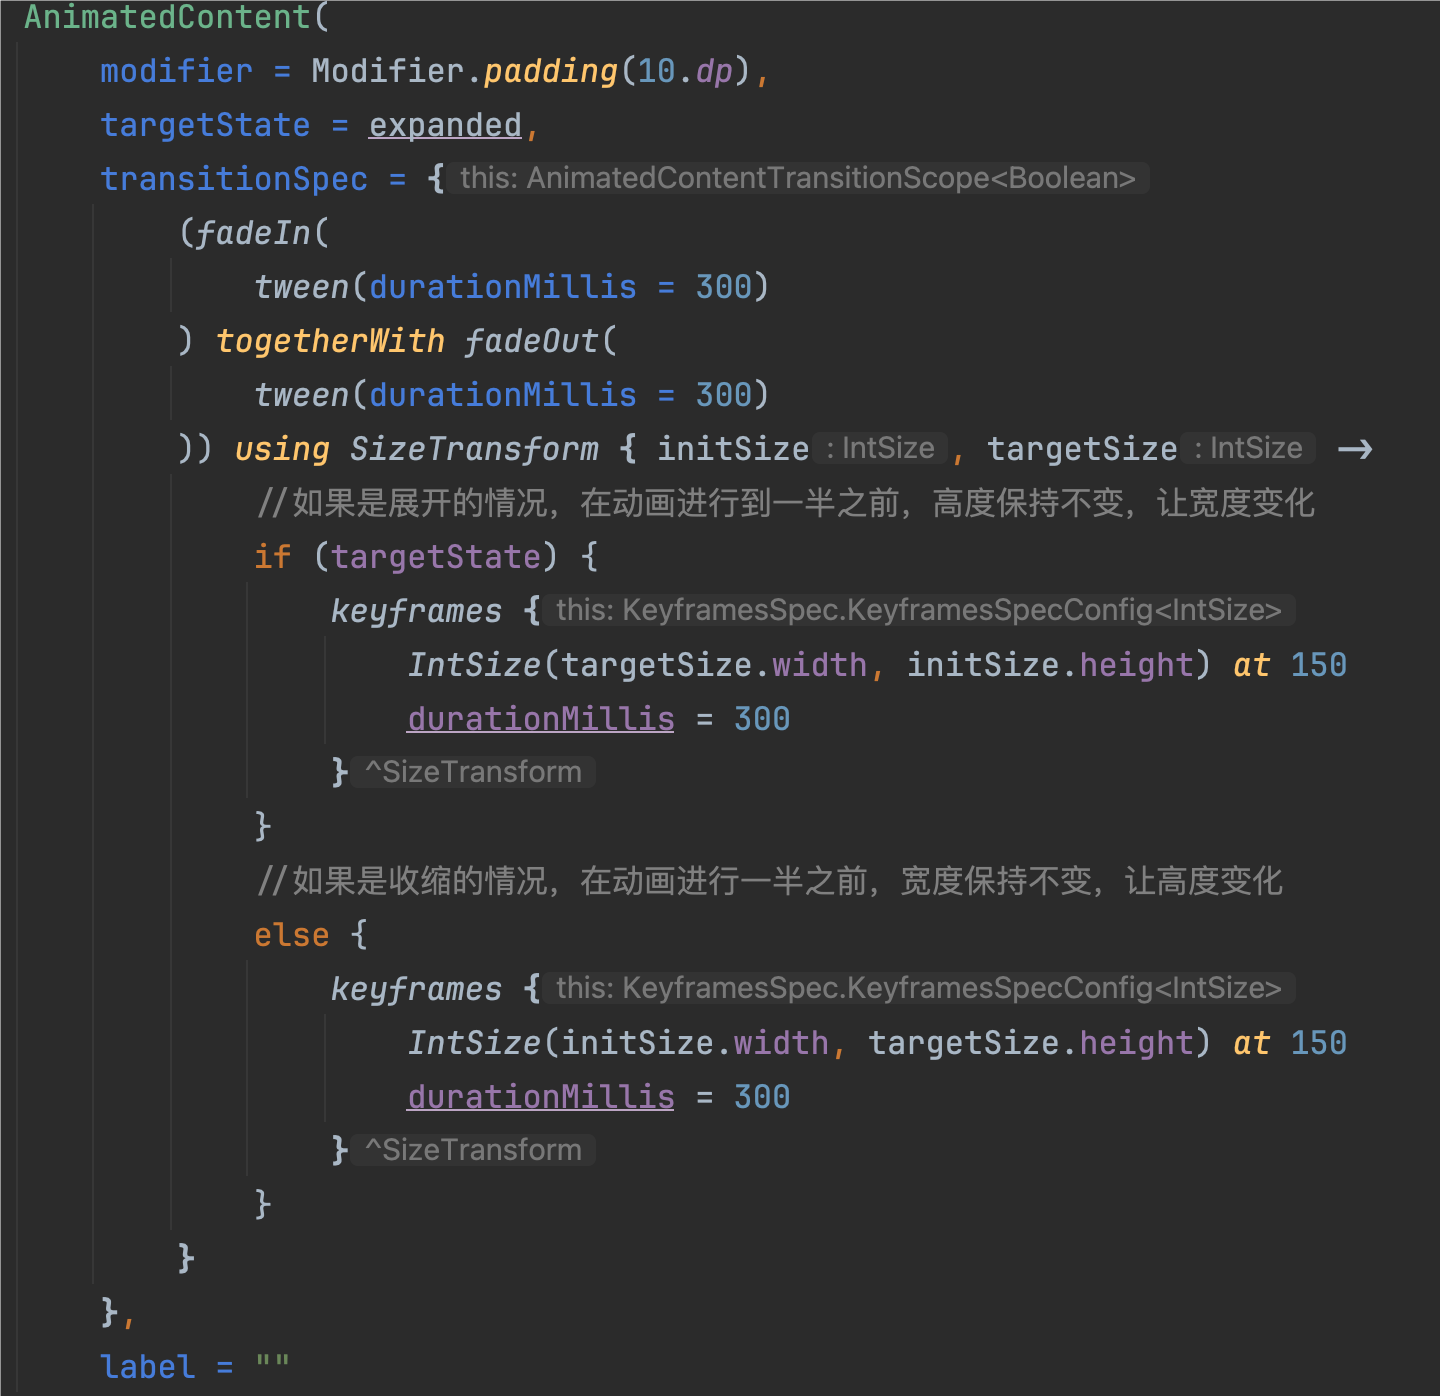 AnimatedContent(
modifier = Modifier.padding(10.dp),
targetState = expanded,
transitionSpec = { this: AnimatedContentTransitionScope<Boolean>
(fadeIn(
tween(durationMillis = 300)
) togetherWith fadeOut(
tween(durationMillis = 300)
)) using SizeTransform { initSize : IntSize , targetSize : IntSize →
//如果是展开的情况，在动画进行到一半之前，高度保持不变，让宽度变化
if (targetState) {
keyframes { this: KeyframesSpec.KeyframesSpecConfig<IntSize>
IntSize(targetSize.width, initSize.height) at 150
durationMillis = 300
} ^SizeTransform
}
//如果是收缩的情况，在动画进行一半之前，宽度保持不变，让高度变化
else {
keyframes { this: KeyframesSpec.KeyframesSpecConfig<IntSize>
IntSize(initSize.width, targetSize.height) at 150
durationMillis = 300
} ^SizeTransform
}
}
},
label = ""